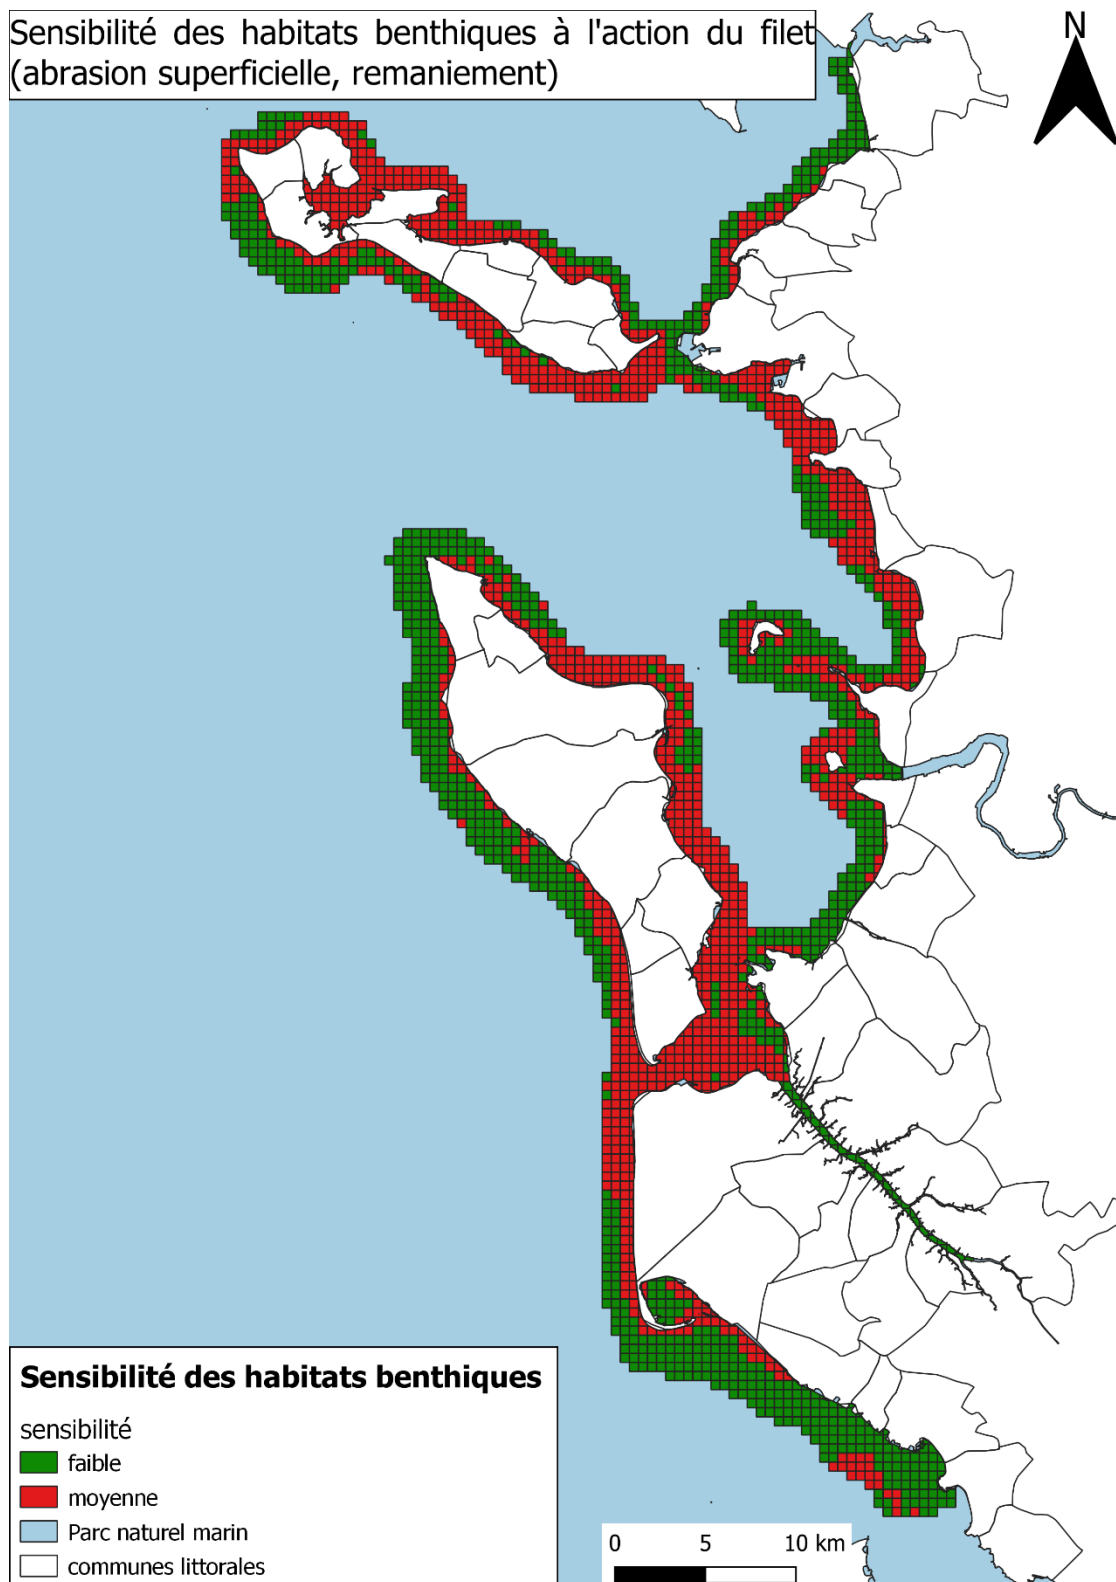 Sensibilité des habitats benthiques à l'action du filet
(abrasion superficielle, remaniement)
N
Sensibilité des habitats benthiques
sensibilité
faible
moyenne
Parc naturel marin
communes littorales
0 5 10 km